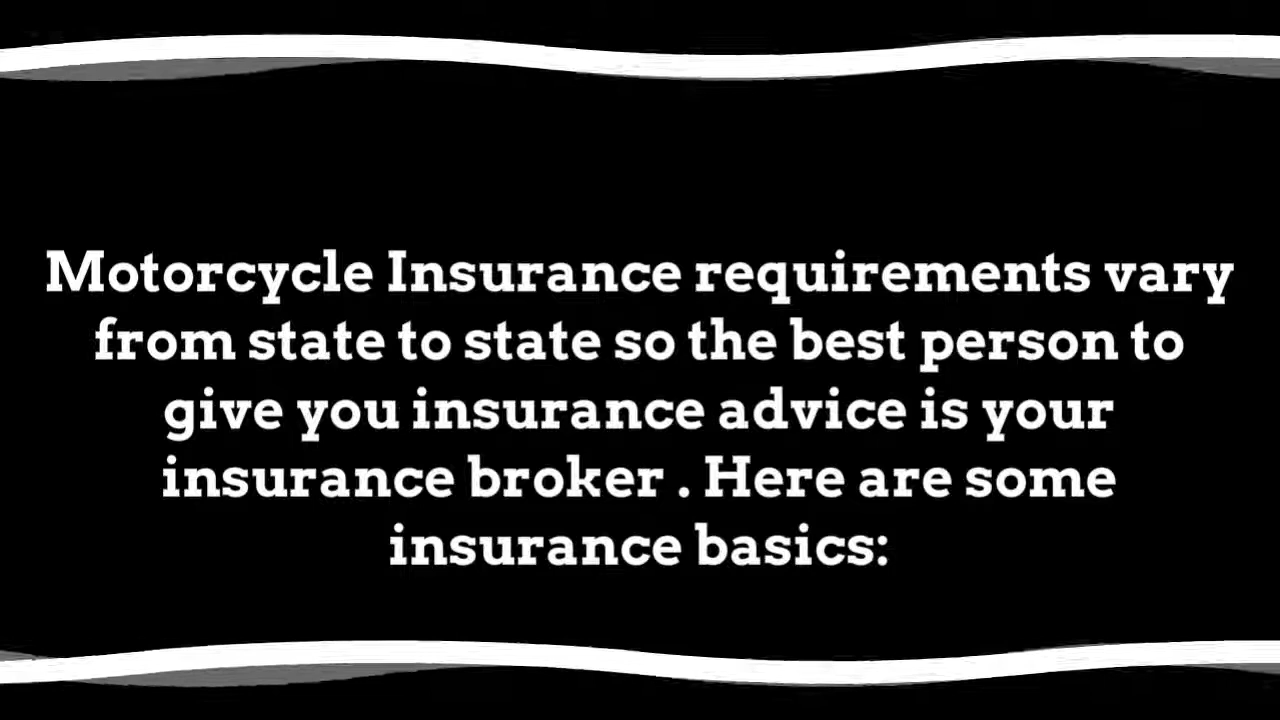 Motorcycle Insurance requirements vary
from state to state so the best person to
give you insurance advice is your
insurance broker . Here are some
insurance basics: